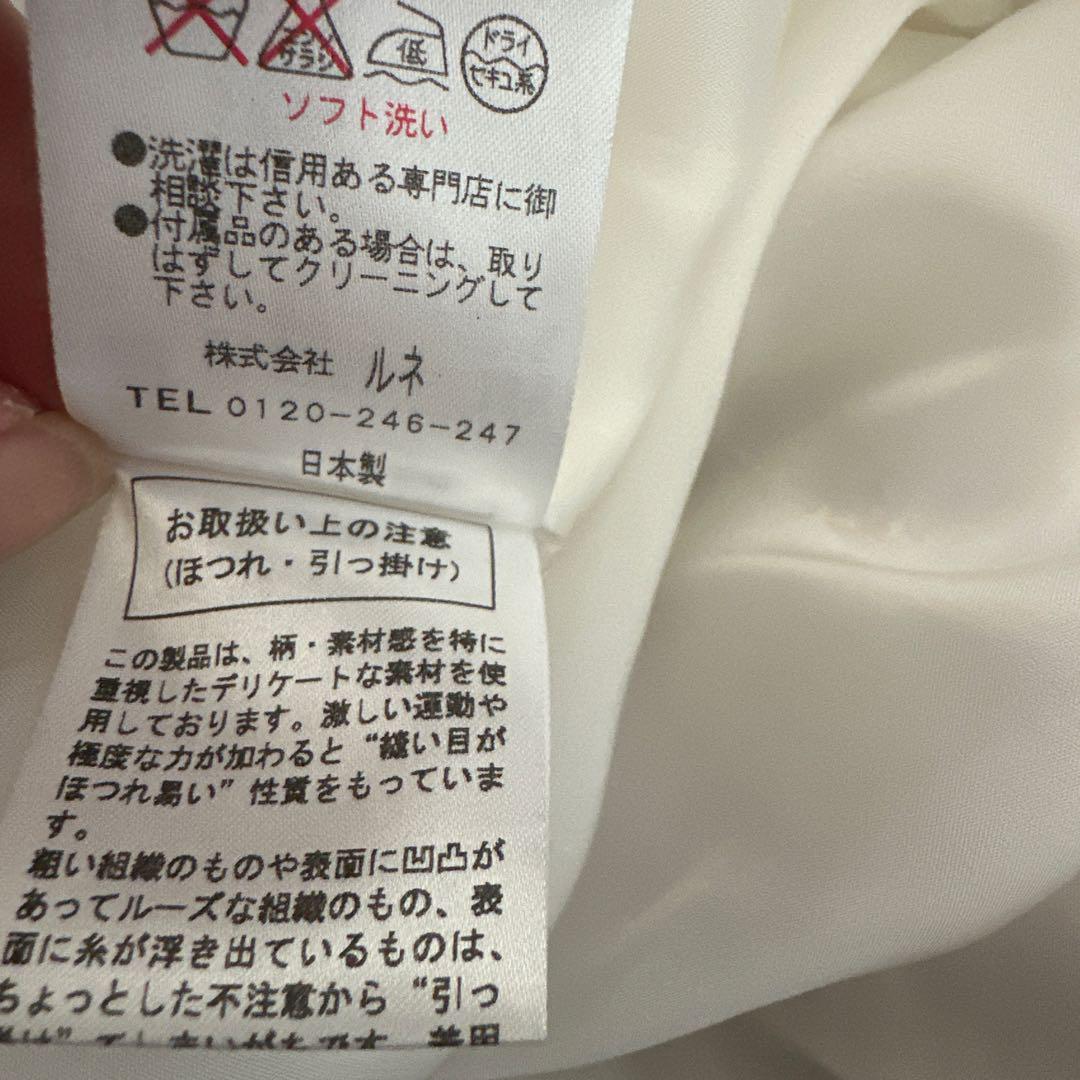 サラシ
低
ドライ
セキユ系
ソフト洗い
●洗濯は信用ある専門店に御
相談下さい。
●付属品のある場合は、取り
はずしてクリーニングして
下さい。
株式会社 ルネ
TEL 0120-246-247
日本製
お取扱い上の注意
(ほつれ・引っ掛け)
この製品は、柄・素材感を特に
重視したデリケートな素材を使
用しております。激しい運動や
極度な力が加わると“縫い目が
ほつれ易い”性質をもっていま
す。
粗い組織のものや表面に凹凸が
あってルーズな組織のもの、表
面に糸が浮き出ているものは、
ちょっとした不注意から“引っ